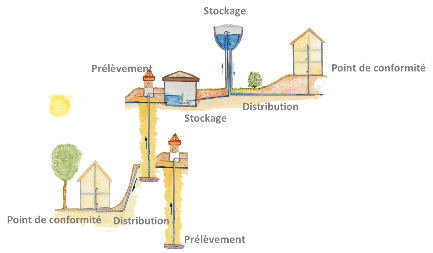 Stockage
Prélèvement
Point de conformité
Distribution
Stockage
Point de conformité
Distribution
Prélèvement